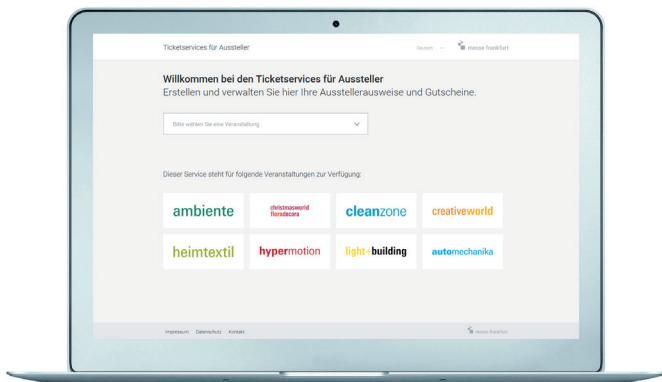 Ticketservices für Aussteller
Deutsch
messe frankfurt
Willkommen bei den Ticketservices für Aussteller
Erstellen und verwalten Sie hier Ihre Ausstellerausweise und Gutscheine.
Bitte wählen Sie eine Veranstaltung
Dieser Service steht für folgende Veranstaltungen zur Verfügung:
ambiente
christmasworld
floradecora
cleanzone
creativeworld
heimtextil
hypermotion
light+building
automechanika
Impressum Datenschutz Kontakt
messe frankfurt